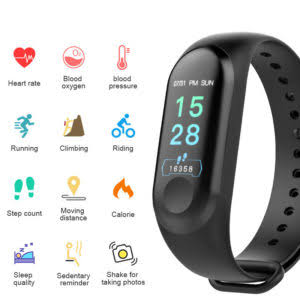 Heart rate
Blood
oxygen
blood
pressure
Running
Climbing
Riding
Step count
Moving
distance
Calorie
Sleep
quality
Sedentary
reminder
Shake for
taking photos
07/01 PM SUN
15
28
16358